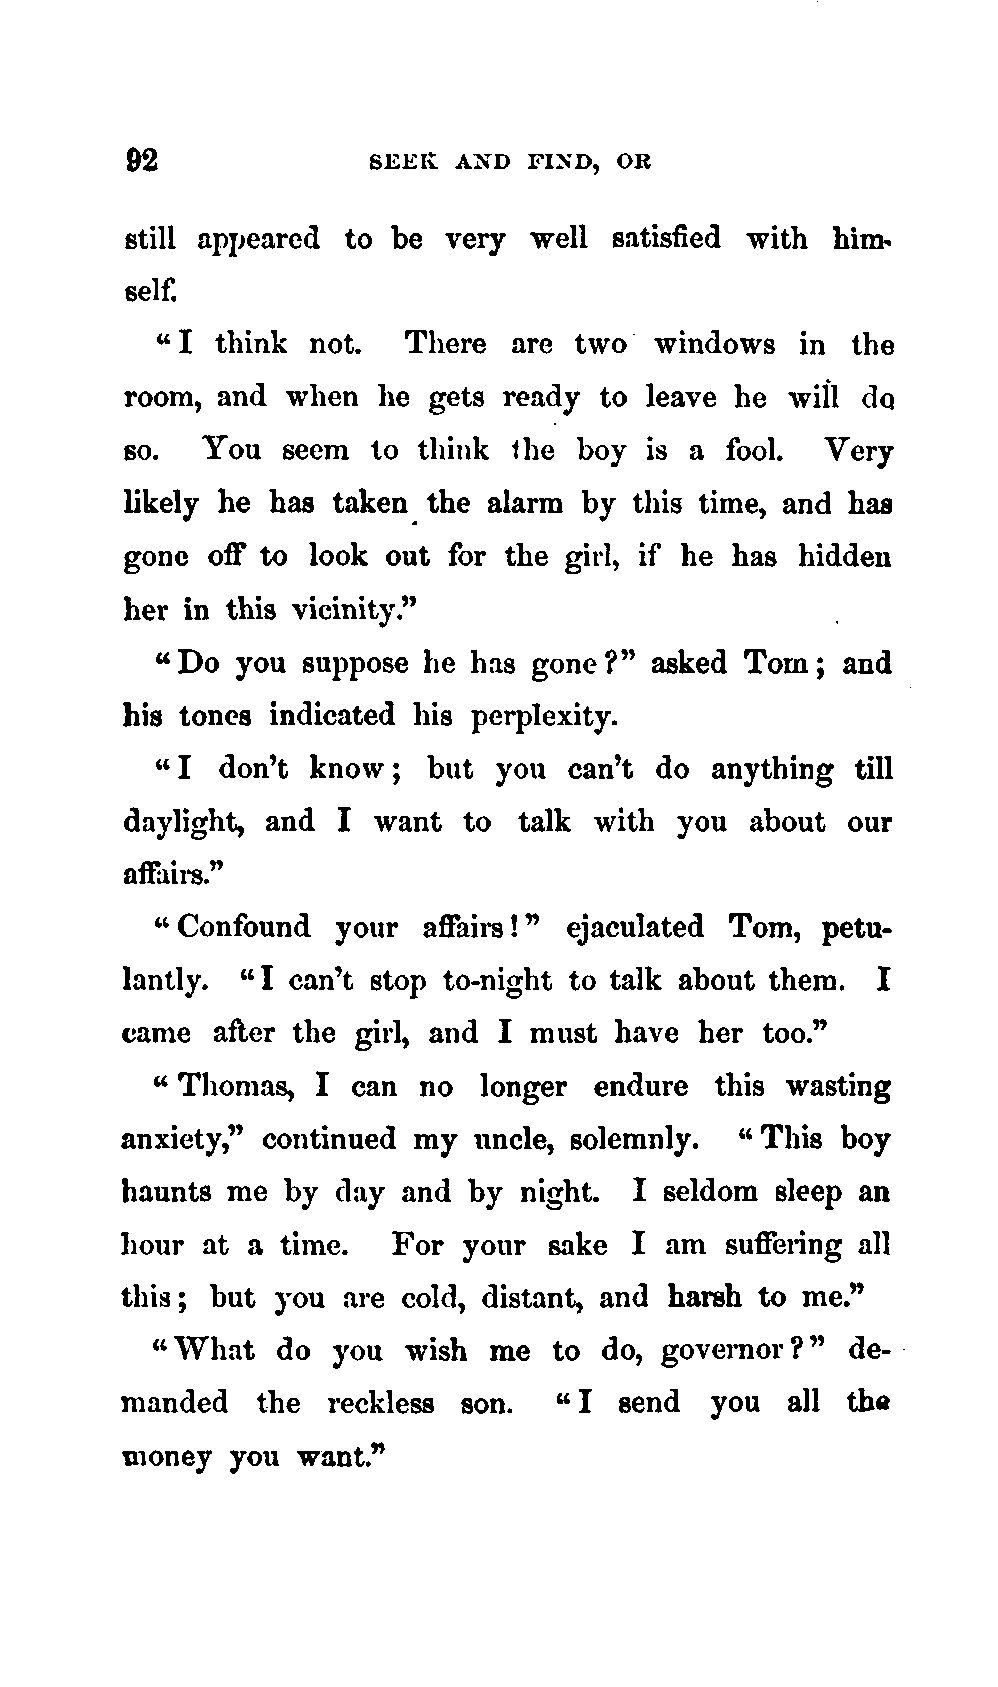 92 SEEK AND FIND, OR
still appeared to be very well satisfied with him-
self.
“I think not. There are two windows in the
room, and when he gets ready to leave he will do
so. You seem to think the boy is a fool. Very
likely he has taken the alarm by this time, and has
gone off to look out for the girl, if he has hidden
her in this vicinity.”
“Do you suppose he has gone?” asked Tom; and
his tones indicated his perplexity.
“I don’t know; but you can’t do anything till
daylight, and I want to talk with you about our
affairs.”
“Confound your affairs!” ejaculated Tom, petu-
lantly. “I can’t stop to-night to talk about them. I
came after the girl, and I must have her too.”
“Thomas, I can no longer endure this wasting
anxiety,” continued my uncle, solemnly. “This boy
haunts me by day and by night. I seldom sleep an
hour at a time. For your sake I am suffering all
this; but you are cold, distant, and harsh to me.”
“What do you wish me to do, governor?” de-
manded the reckless son. “I send you all the
money you want.”